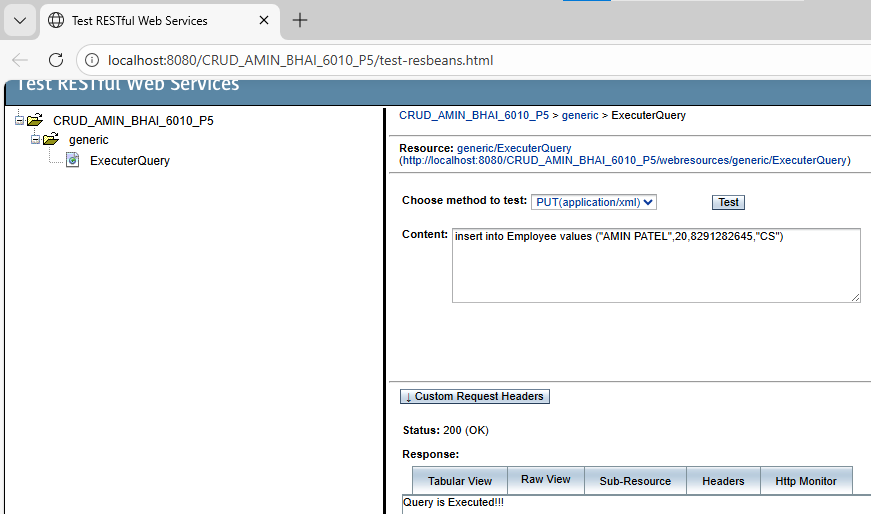 Test RESTful Web Services
localhost:8080/CRUD_AMIN_BHAI_6010_P5/test-resbeans.html
Test RESTful Web Services
CRUD_AMIN_BHAI_6010_P5
generic
ExecuterQuery
CRUD_AMIN_BHAI_6010_P5 > generic > ExecuterQuery
Resource: generic/ExecuterQuery
(http://localhost:8080/CRUD_AMIN_BHAI_6010_P5/webresources/generic/ExecuterQuery)
Choose method to test: PUT(application/xml) Test
Content: insert into Employee values ("AMIN PATEL",20,8291282645,"CS")
↓ Custom Request Headers
Status: 200 (OK)
Response:
Tabular View Raw View Sub-Resource Headers Http Monitor
Query is Executed!!!